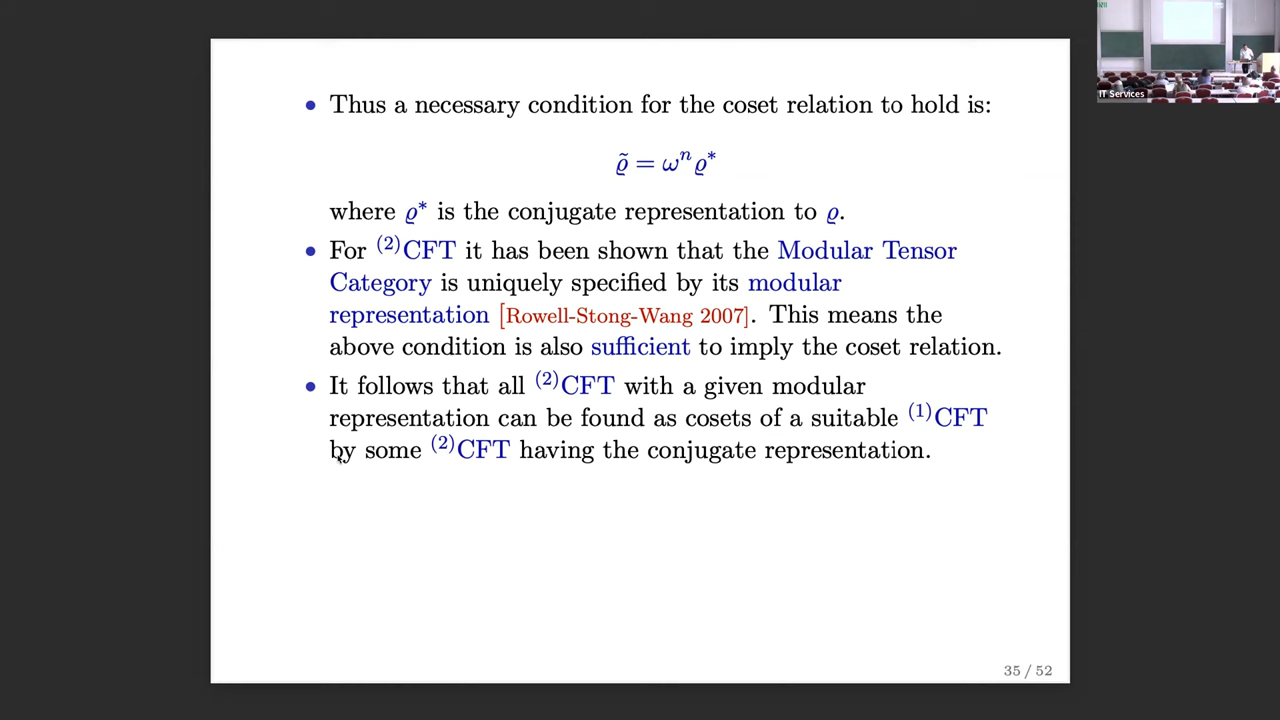 IT Services
• Thus a necessary condition for the coset relation to hold is:
ϱ̃ = ωⁿϱ*
where ϱ* is the conjugate representation to ϱ.
• For ⁽²⁾CFT it has been shown that the Modular Tensor
Category is uniquely specified by its modular
representation [Rowell-Stong-Wang 2007]. This means the
above condition is also sufficient to imply the coset relation.
• It follows that all ⁽²⁾CFT with a given modular
representation can be found as cosets of a suitable ⁽¹⁾CFT
by some ⁽²⁾CFT having the conjugate representation.
35 / 52